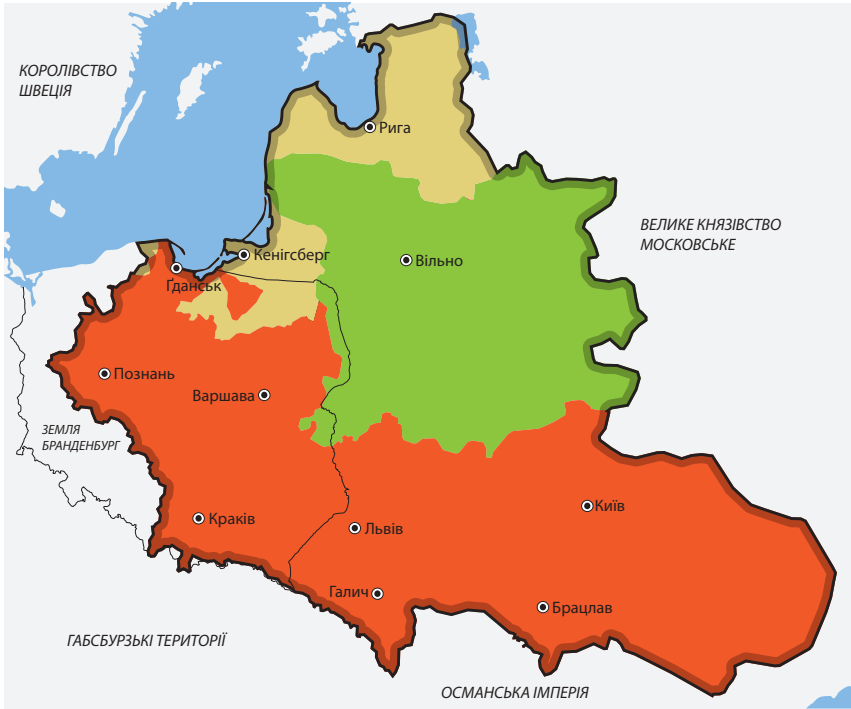 КОРОЛІВСТВО
ШВЕЦІЯ
Рига
ВЕЛИКЕ КНЯЗІВСТВО
МОСКОВСЬКЕ
Кенігсберг
Вільно
Ґданськ
Познань
Варшава
ЗЕМЛЯ
БРАНДЕНБУРГ
Краків
Львів
Київ
Галич
Брацлав
ГАБСБУРЗЬКІ ТЕРИТОРІЇ
ОСМАНСЬКА ІМПЕРІЯ